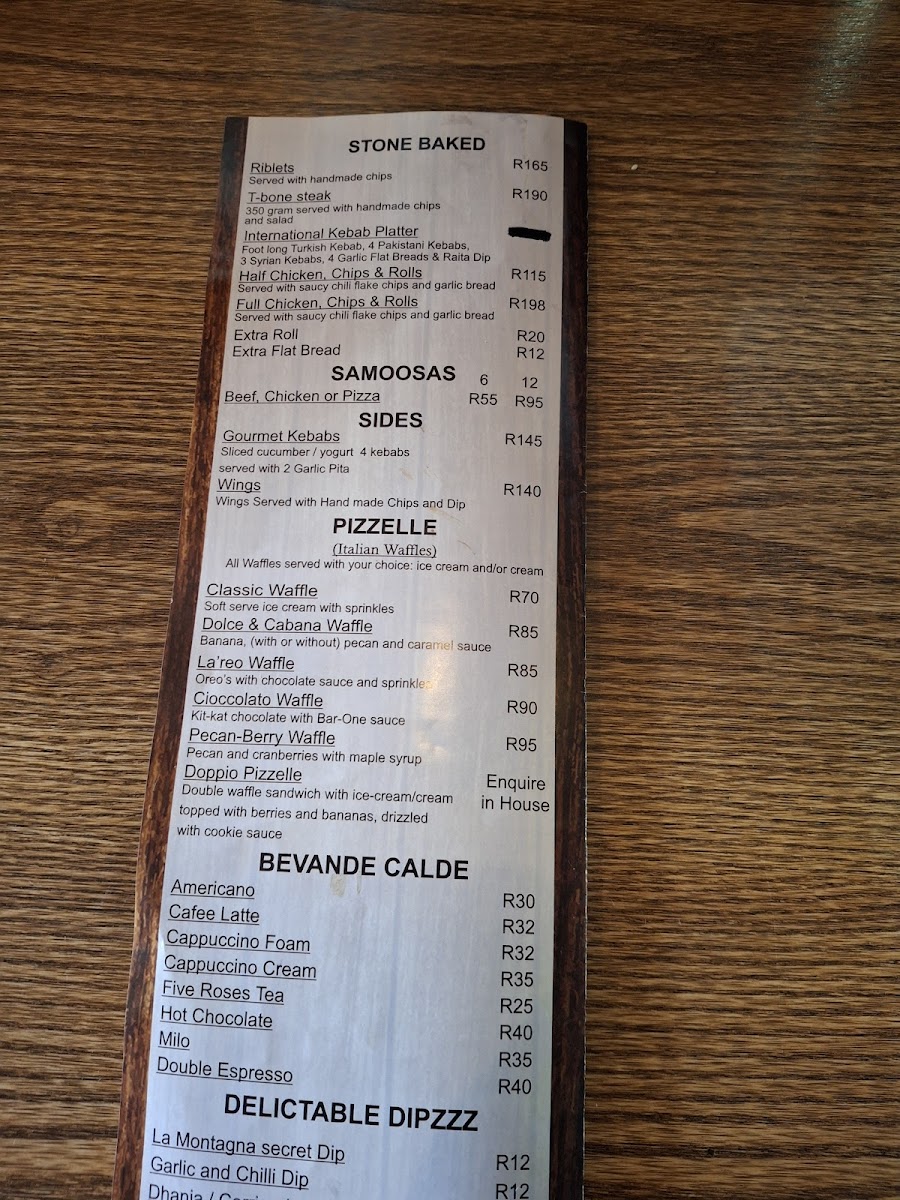 STONE BAKED
Riblets R165
Served with handmade chips
T-bone steak R190
350 gram served with handmade chips
and salad
International Kebab Platter
Foot long Turkish Kebab, 4 Pakistani Kebabs,
3 Syrian Kebabs, 4 Garlic Flat Breads & Raita Dip
Half Chicken, Chips & Rolls R115
Served with saucy chili flake chips and garlic bread
Full Chicken, Chips & Rolls R198
Served with saucy chili flake chips and garlic bread
Extra Roll R20
Extra Flat Bread R12
SAMOOSAS 6 12
Beef, Chicken or Pizza R55 R95
SIDES
Gourmet Kebabs R145
Sliced cucumber / yogurt 4 kebabs
served with 2 Garlic Pita
Wings R140
Wings Served with Hand made Chips and Dip
PIZZELLE
(Italian Waffles)
All Waffles served with your choice: ice cream and/or cream
Classic Waffle R70
Soft serve ice cream with sprinkles
Dolce & Cabana Waffle R85
Banana, (with or without) pecan and caramel sauce
La'reo Waffle R85
Oreo's with chocolate sauce and sprinkles
Cioccolato Waffle R90
Kit-kat chocolate with Bar-One sauce
Pecan-Berry Waffle R95
Pecan and cranberries with maple syrup
Doppio Pizzelle Enquire
Double waffle sandwich with ice-cream/cream in House
topped with berries and bananas, drizzled
with cookie sauce
BEVANDE CALDE
Americano R30
Cafee Latte R32
Cappuccino Foam R32
Cappuccino Cream R35
Five Roses Tea R25
Hot Chocolate R40
Milo R35
Double Espresso R40
DELICTABLE DIPZZZ
La Montagna secret Dip R12
Garlic and Chilli Dip R12
Dhania /